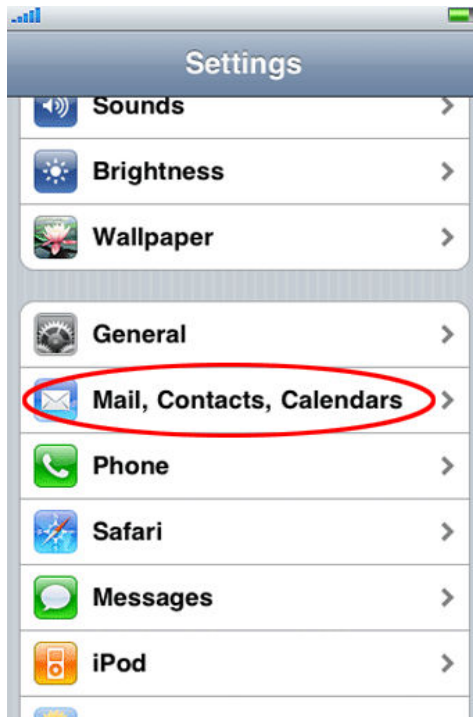 Settings
Sounds
Brightness
Wallpaper
General
Mail, Contacts, Calendars
Phone
Safari
Messages
iPod